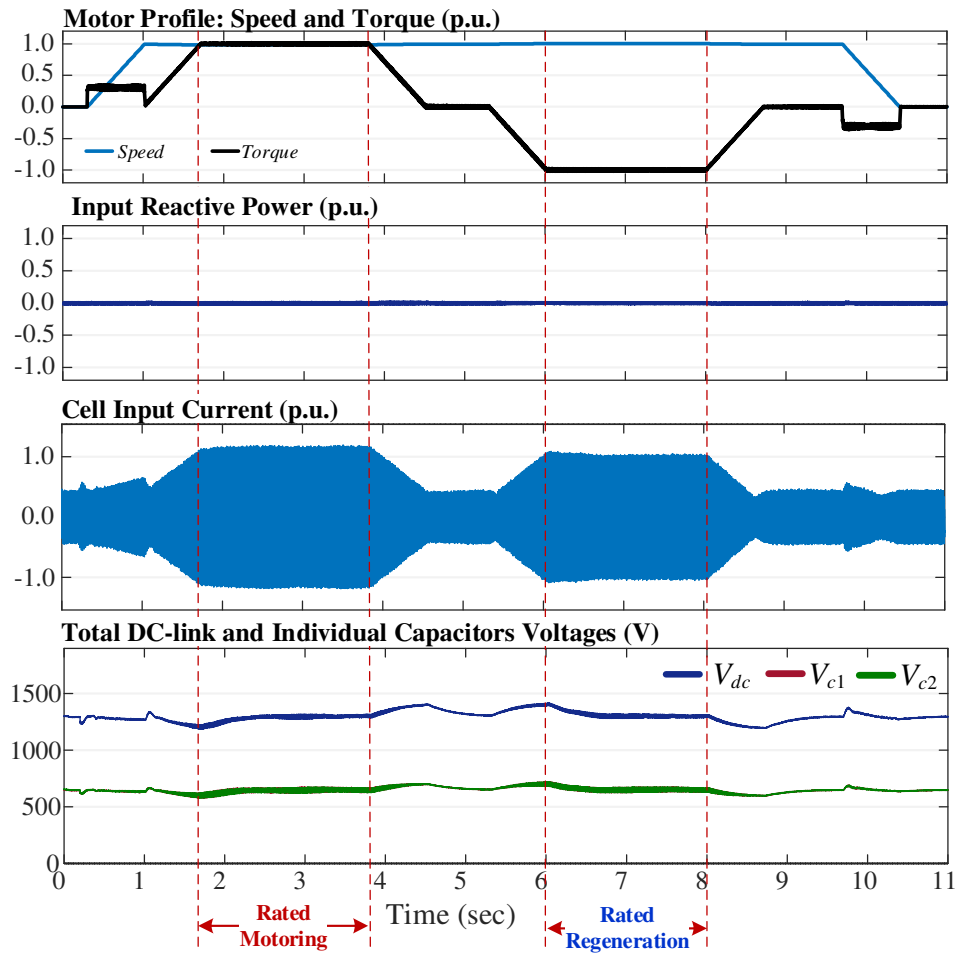 Motor Profile: Speed and Torque (p.u.)
1.0
0.5
0.0
-0.5
-1.0
Speed
Torque
Input Reactive Power (p.u.)
1.0
0.5
0.0
-0.5
-1.0
Cell Input Current (p.u.)
1.0
0.0
-1.0
Total DC-link and Individual Capacitors Voltages (V)
Vdc Vc1 Vc2
1500
1000
500
0
0 1 2 3 4 5 6 7 8 9 10 11
Time (sec)
Rated
Motoring
Rated
Regeneration